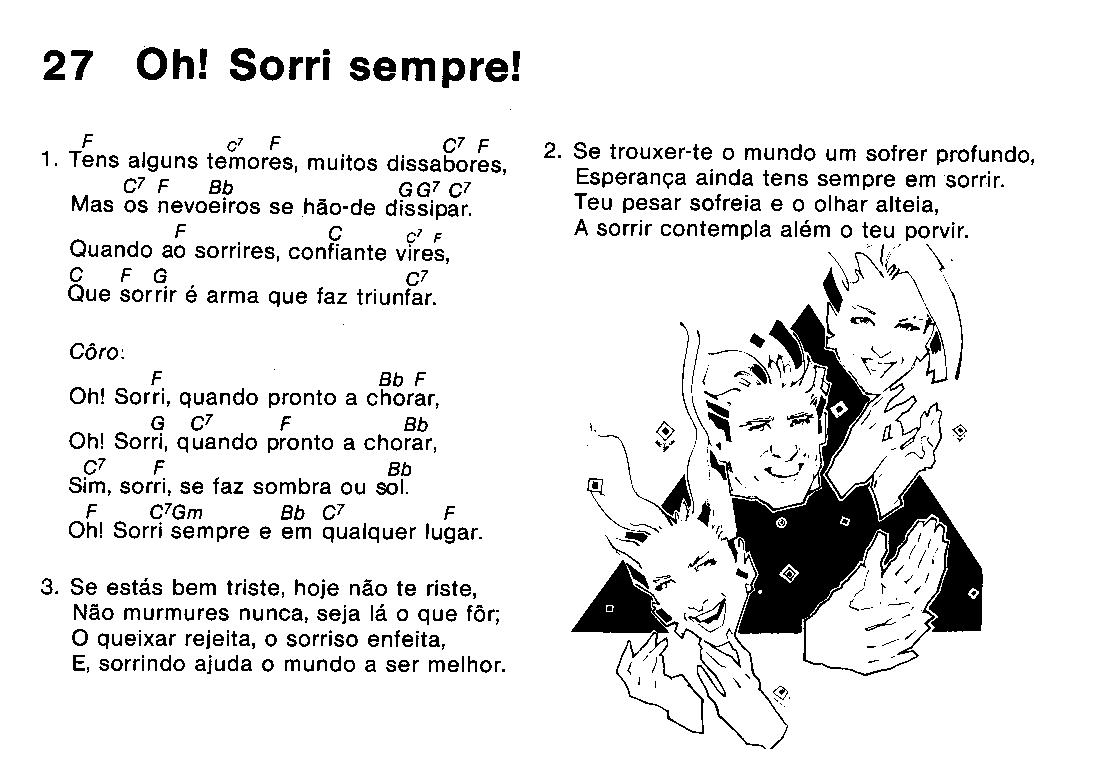 27 Oh! Sorri sempre!
F C7 F C7 F
1. Tens alguns temores, muitos dissabores,
C7 F Bb G G7 C7
Mas os nevoeiros se hão-de dissipar.
F C C7 F
Quando ao sorrires, confiante vires,
C F G C7
Que sorrir é arma que faz triunfar.
Côro:
F Bb F
Oh! Sorri, quando pronto a chorar,
G C7 F Bb
Oh! Sorri, quando pronto a chorar,
C7 F Bb
Sim, sorri, se faz sombra ou sol.
F C7 Gm Bb C7 F
Oh! Sorri sempre e em qualquer lugar.
2. Se trouxer-te o mundo um sofrer profundo,
Esperança ainda tens sempre em sorrir.
Teu pesar sofreia e o olhar alteia,
A sorrir contempla além o teu porvir.
3. Se estás bem triste, hoje não te riste,
Não murmures nunca, seja lá o que fôr;
O queixar rejeita, o sorriso enfeita,
E, sorrindo ajuda o mundo a ser melhor.